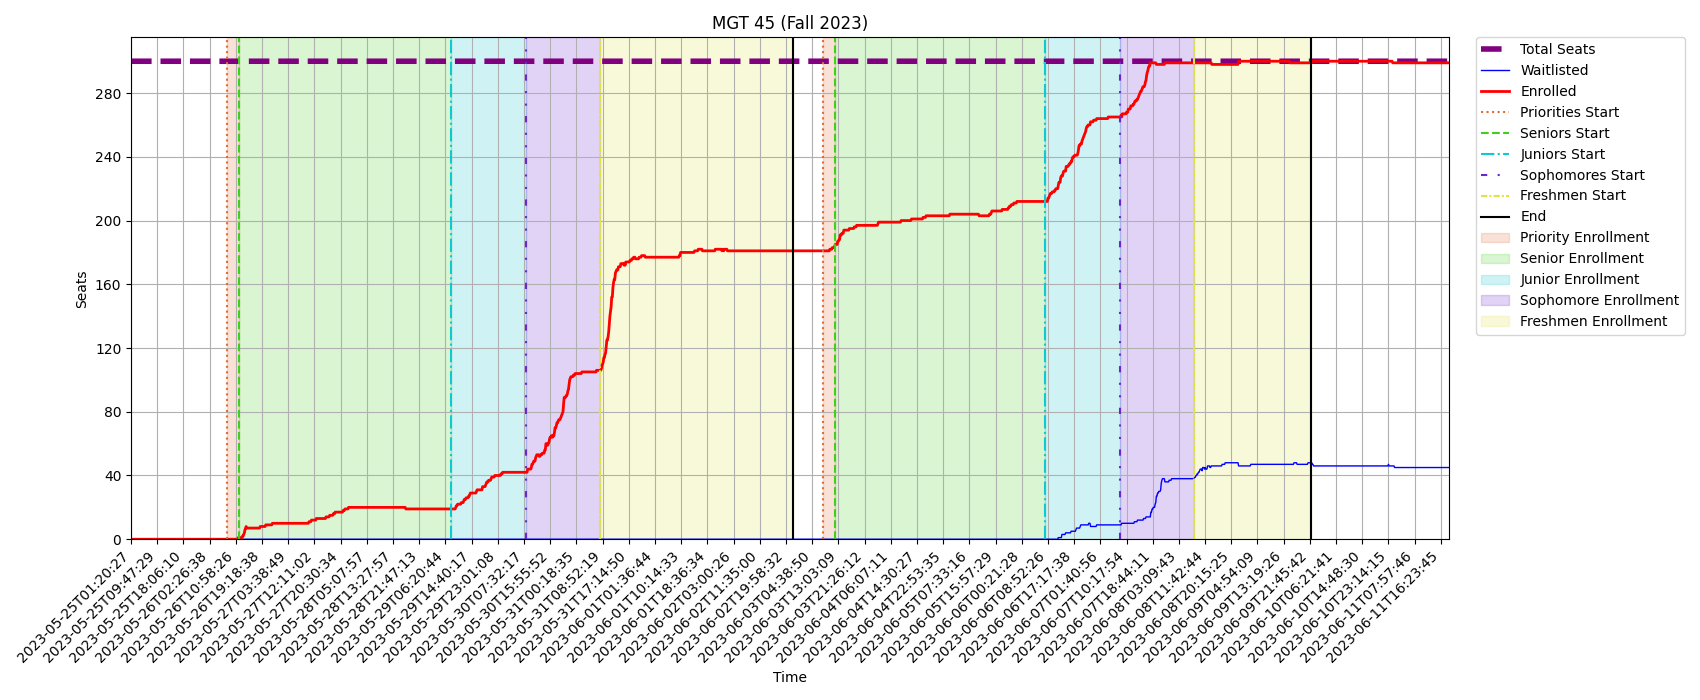 MGT 45 (Fall 2023)
Seats
280
240
200
160
120
80
40
0
2023-05-25T01:20:27
2023-05-25T09:47:29
2023-05-25T18:06:10
2023-05-26T02:26:38
2023-05-26T10:58:26
2023-05-26T19:18:38
2023-05-27T03:38:49
2023-05-27T12:11:02
2023-05-27T20:30:34
2023-05-28T05:07:57
2023-05-28T13:27:57
2023-05-28T21:47:13
2023-05-29T06:20:44
2023-05-29T14:40:17
2023-05-29T23:01:08
2023-05-30T07:32:17
2023-05-30T15:55:52
2023-05-31T00:18:35
2023-05-31T08:52:19
2023-05-31T17:14:50
2023-06-01T01:36:44
2023-06-01T10:14:33
2023-06-01T18:36:34
2023-06-02T03:00:26
2023-06-02T11:35:00
2023-06-02T19:58:32
2023-06-03T04:38:50
2023-06-03T13:03:09
2023-06-03T21:26:12
2023-06-04T06:07:11
2023-06-04T14:30:27
2023-06-04T22:53:35
2023-06-05T07:33:16
2023-06-05T15:57:29
2023-06-06T00:21:28
2023-06-06T08:52:26
2023-06-06T17:17:38
2023-06-07T01:40:56
2023-06-07T10:17:54
2023-06-07T18:44:11
2023-06-08T03:09:43
2023-06-08T11:42:44
2023-06-08T20:15:25
2023-06-09T04:54:09
2023-06-09T13:19:26
2023-06-09T21:45:42
2023-06-10T06:21:41
2023-06-10T14:48:30
2023-06-10T23:14:15
2023-06-11T07:57:46
2023-06-11T16:23:45
Time
Total Seats
Waitlisted
Enrolled
Priorities Start
Seniors Start
Juniors Start
Sophomores Start
Freshmen Start
End
Priority Enrollment
Senior Enrollment
Junior Enrollment
Sophomore Enrollment
Freshmen Enrollment